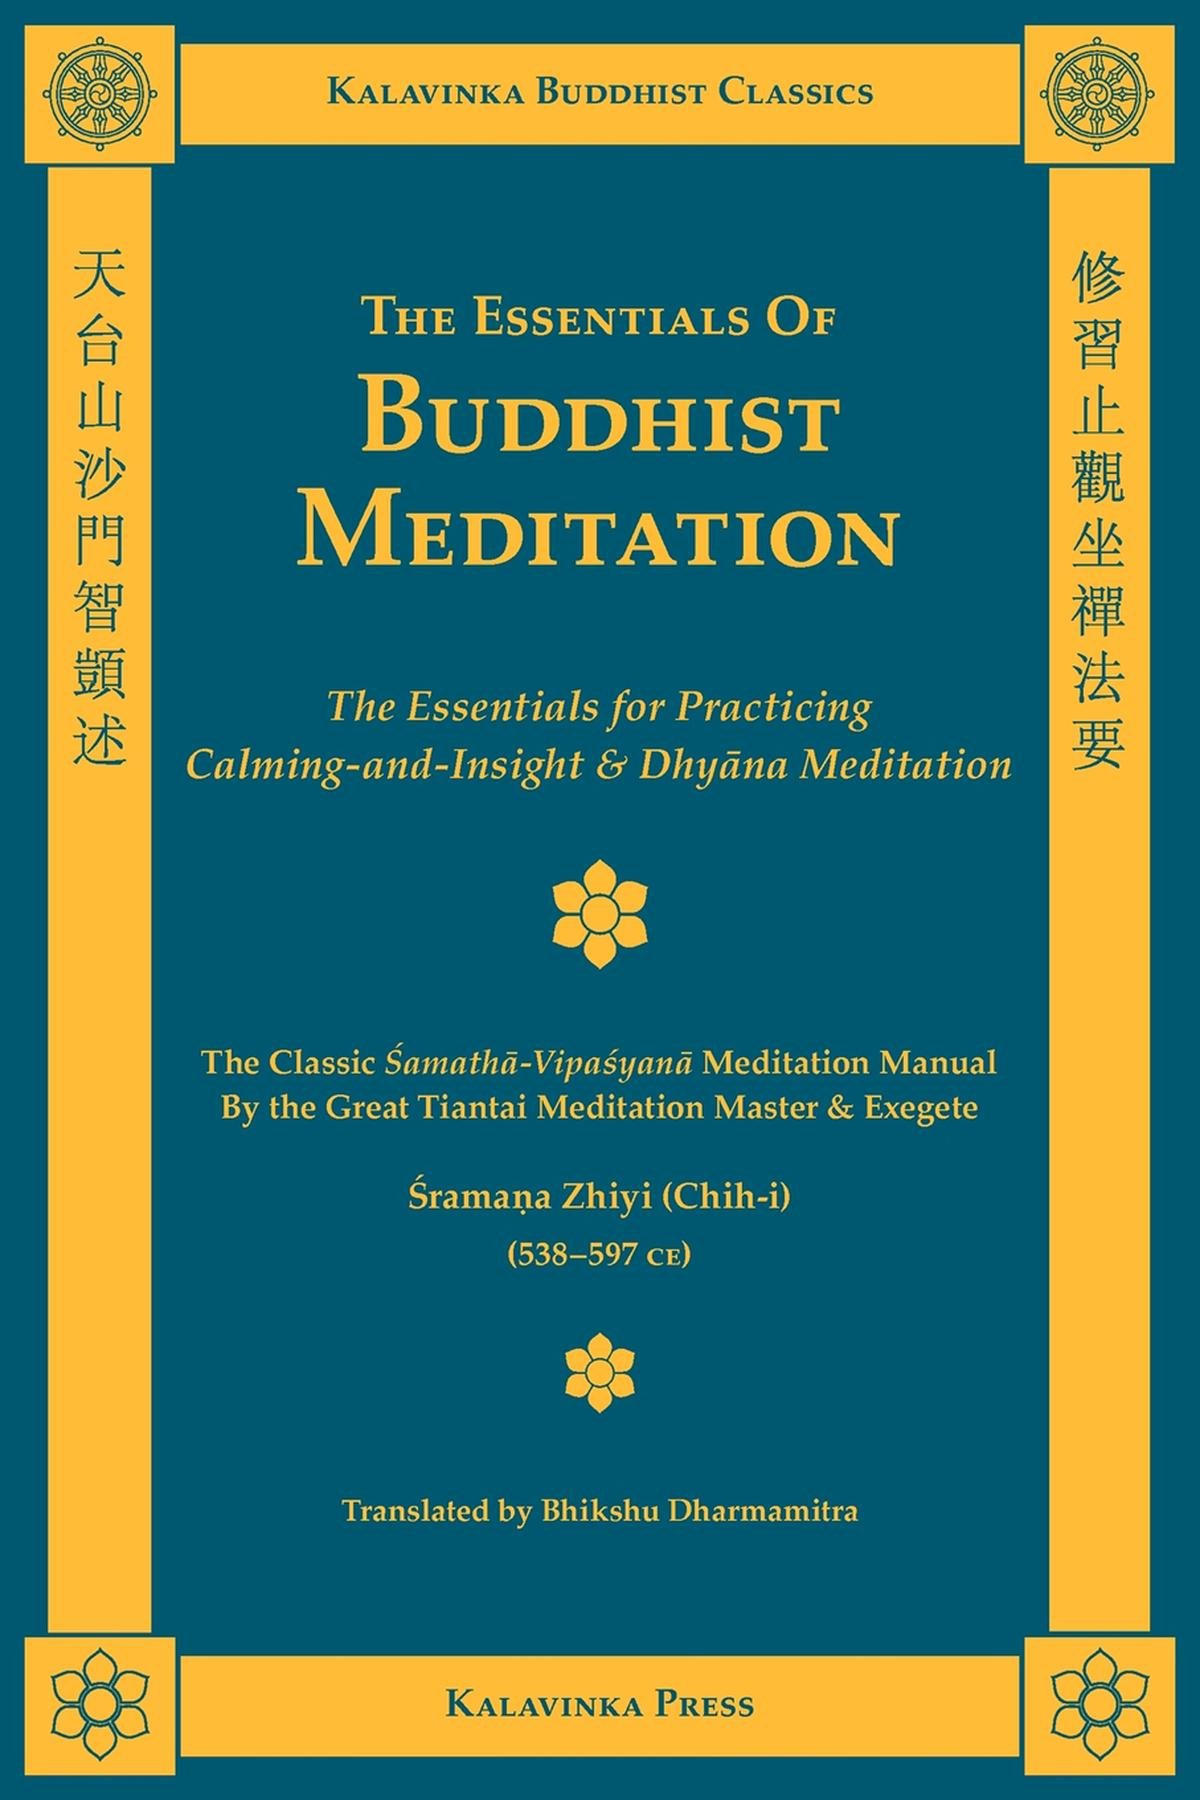 Kalavinka Buddhist Classics
天台山沙門智顗述
修習止觀坐禪法要
The Essentials Of
Buddhist
Meditation
The Essentials for Practicing
Calming-and-Insight & Dhyāna Meditation
The Classic Śamathā-Vipaśyanā Meditation Manual
By the Great Tiantai Meditation Master & Exegete
Śramaṇa Zhiyi (Chih-i)
(538–597 CE)
Translated by Bhikshu Dharmamitra
Kalavinka Press